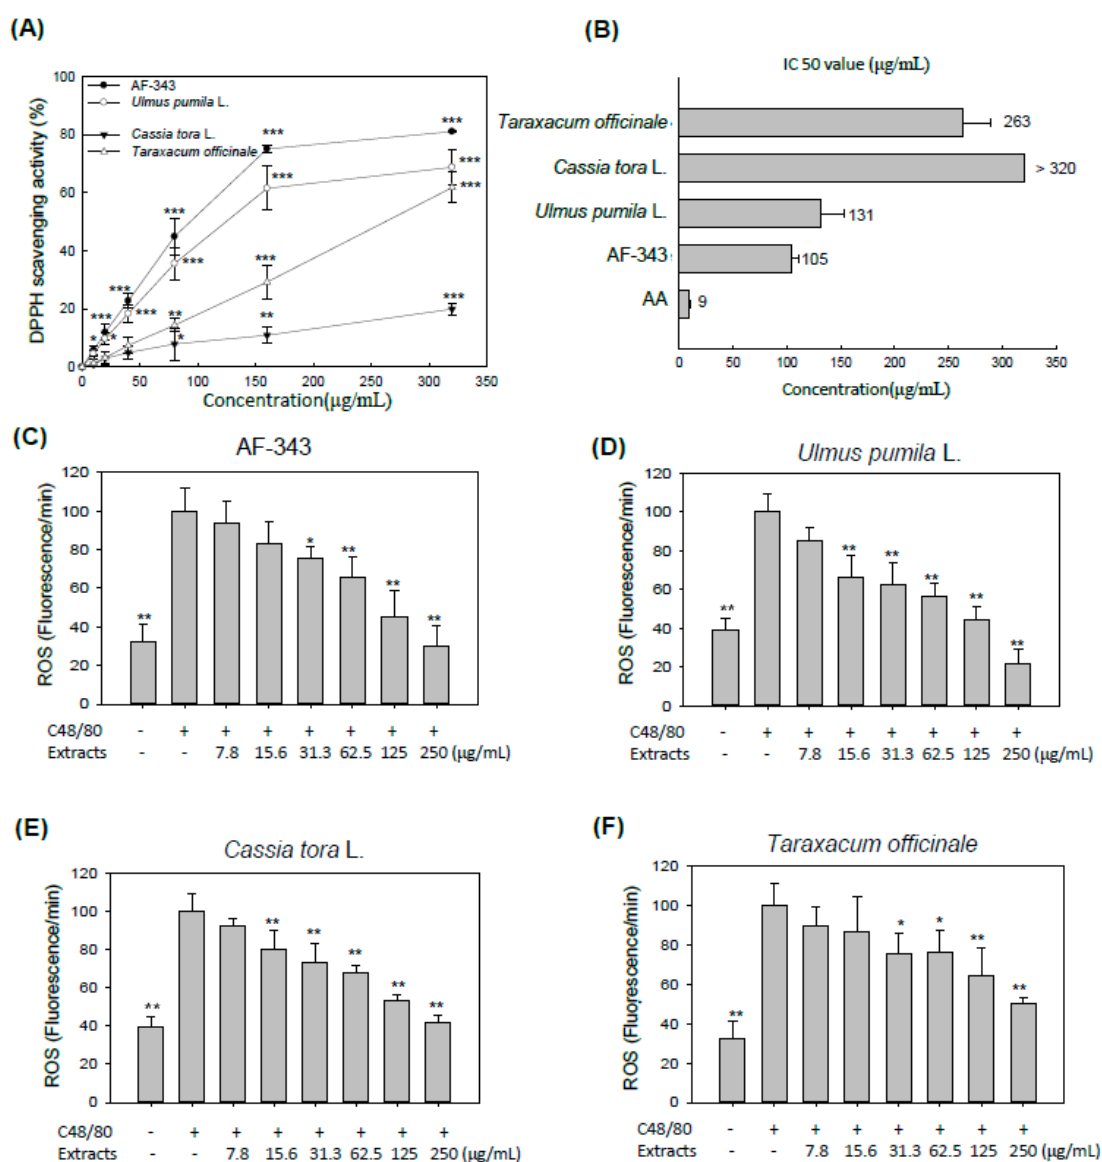 (A)
DPPH scavenging activity (%)
100
80
60
40
20
0
AF-343
Ulmus pumila L.
Cassia tora L.
Taraxacum officinale
***
***
***
***
***
***
***
***
***
***
***
***
**
**
*
*
*
0 50 100 150 200 250 300 350
Concentration(μg/mL)
(B)
IC 50 value (μg/mL)
Taraxacum officinale 263
Cassia tora L. > 320
Ulmus pumila L. 131
AF-343 105
AA 9
0 50 100 150 200 250 300 350
Concentration(μg/mL)
(C)
AF-343
ROS (Fluorescence/min)
120
100
80
60
40
20
0
** * ** ** **
C48/80 - + + + + + + +
Extracts - - 7.8 15.6 31.3 62.5 125 250 (μg/mL)
(D)
Ulmus pumila L.
ROS (Fluorescence/min)
120
100
80
60
40
20
0
** ** ** ** ** **
C48/80 - + + + + + + +
Extracts - - 7.8 15.6 31.3 62.5 125 250 (μg/mL)
(E)
Cassia tora L.
ROS (Fluorescence/min)
120
100
80
60
40
20
0
** ** ** ** ** **
C48/80 - + + + + + + +
Extracts - - 7.8 15.6 31.3 62.5 125 250 (μg/mL)
(F)
Taraxacum officinale
ROS (Fluorescence/min)
120
100
80
60
40
20
0
** * * ** **
C48/80 - + + + + + + +
Extracts - - 7.8 15.6 31.3 62.5 125 250 (μg/mL)